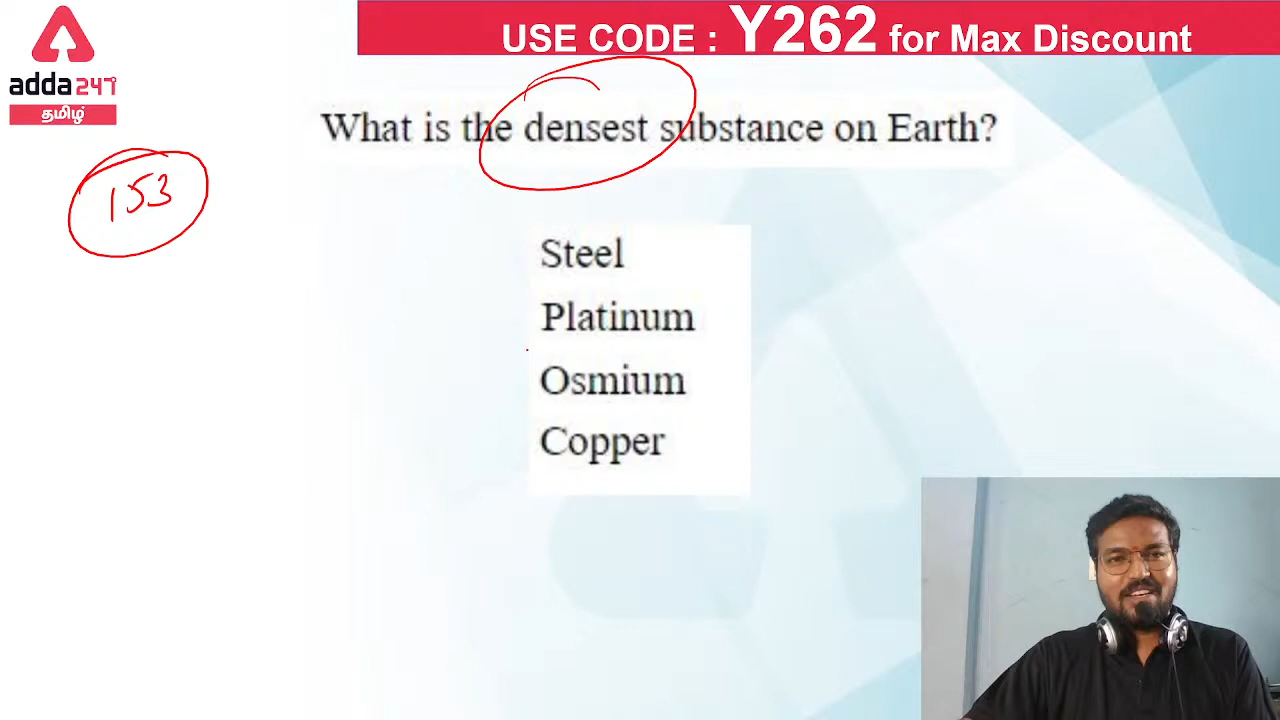 USE CODE : Y262 for Max Discount
adda247
தமிழ்
What is the densest substance on Earth?
153
Steel
Platinum
Osmium
Copper